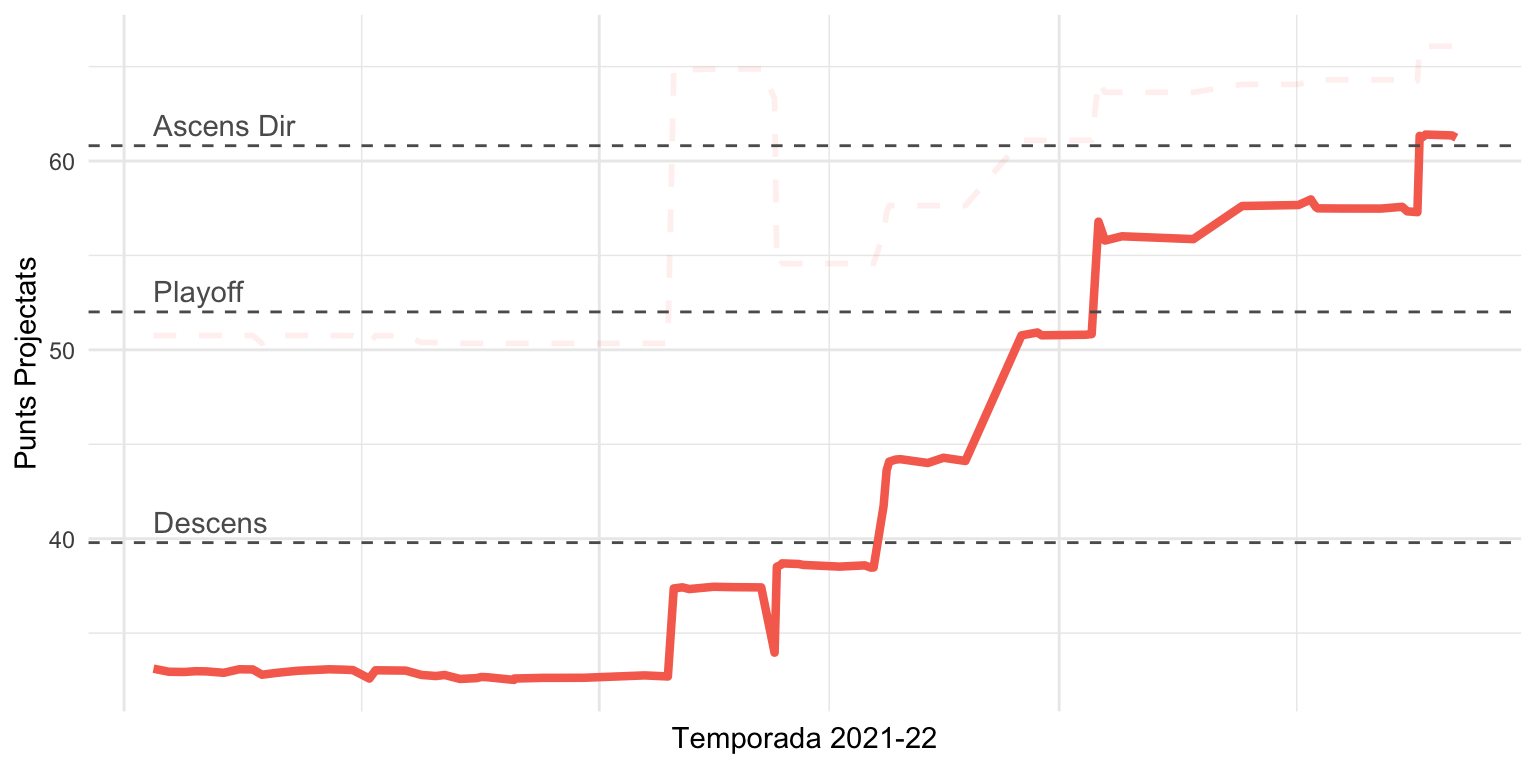 Ascens Dir
60
Playoff
50
Descens
40
Punts Projectats
Temporada 2021-22